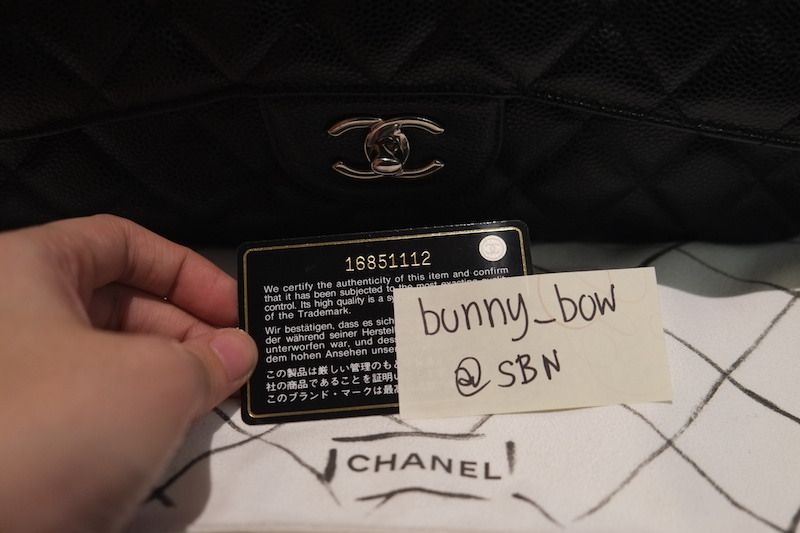 16851112
We certify the authenticity of this item and confirm
that it has been subjected to the most exacting
control. Its high quality is a
of the Trademark.
Wir bestätigen, dass es sich
der während seiner
unterworfen war, und
dem hohen Ansehen
この製品は厳しい管理のも
社の商品であることを証明
このブランド・マークは最
bunny_bow
@SBN
CHANEL